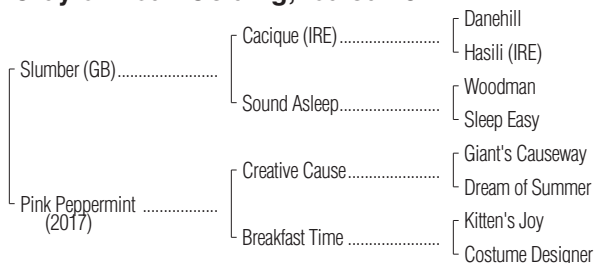 Danehill
Cacique (IRE)
Hasili (IRE)
Slumber (GB)
Woodman
Sound Asleep
Sleep Easy
Giant's Causeway
Creative Cause
Dream of Summer
Pink Peppermint
(2017)
Kitten's Joy
Breakfast Time
Costume Designer